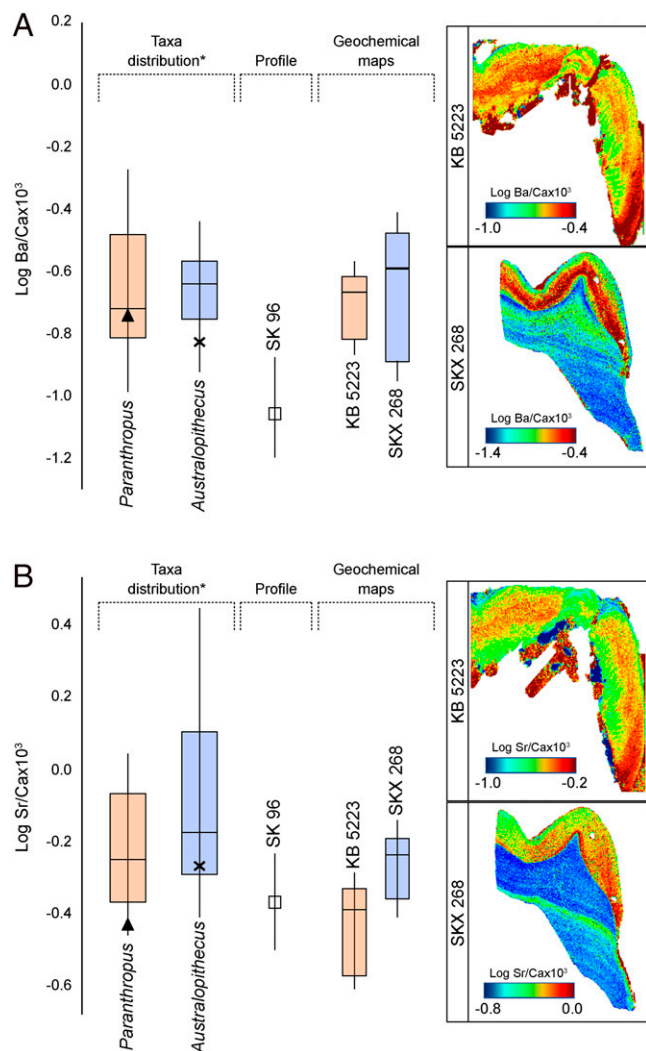 A
Taxa distribution*
Profile
Geochemical maps
Log Ba/Cax10³
0.2
0.0
-0.2
-0.4
-0.6
-0.8
-1.0
-1.2
Paranthropus
Australopithecus
SK 96
KB 5223
SKX 268
KB 5223
Log Ba/Cax10³
-1.0
-0.4
SKX 268
Log Ba/Cax10³
-1.4
-0.4
B
Taxa distribution*
Profile
Geochemical maps
Log Sr/Cax10³
0.4
0.2
0.0
-0.2
-0.4
-0.6
Paranthropus
Australopithecus
SK 96
KB 5223
SKX 268
KB 5223
Log Sr/Cax10³
-1.0
-0.2
SKX 268
Log Sr/Cax10³
-0.8
0.0